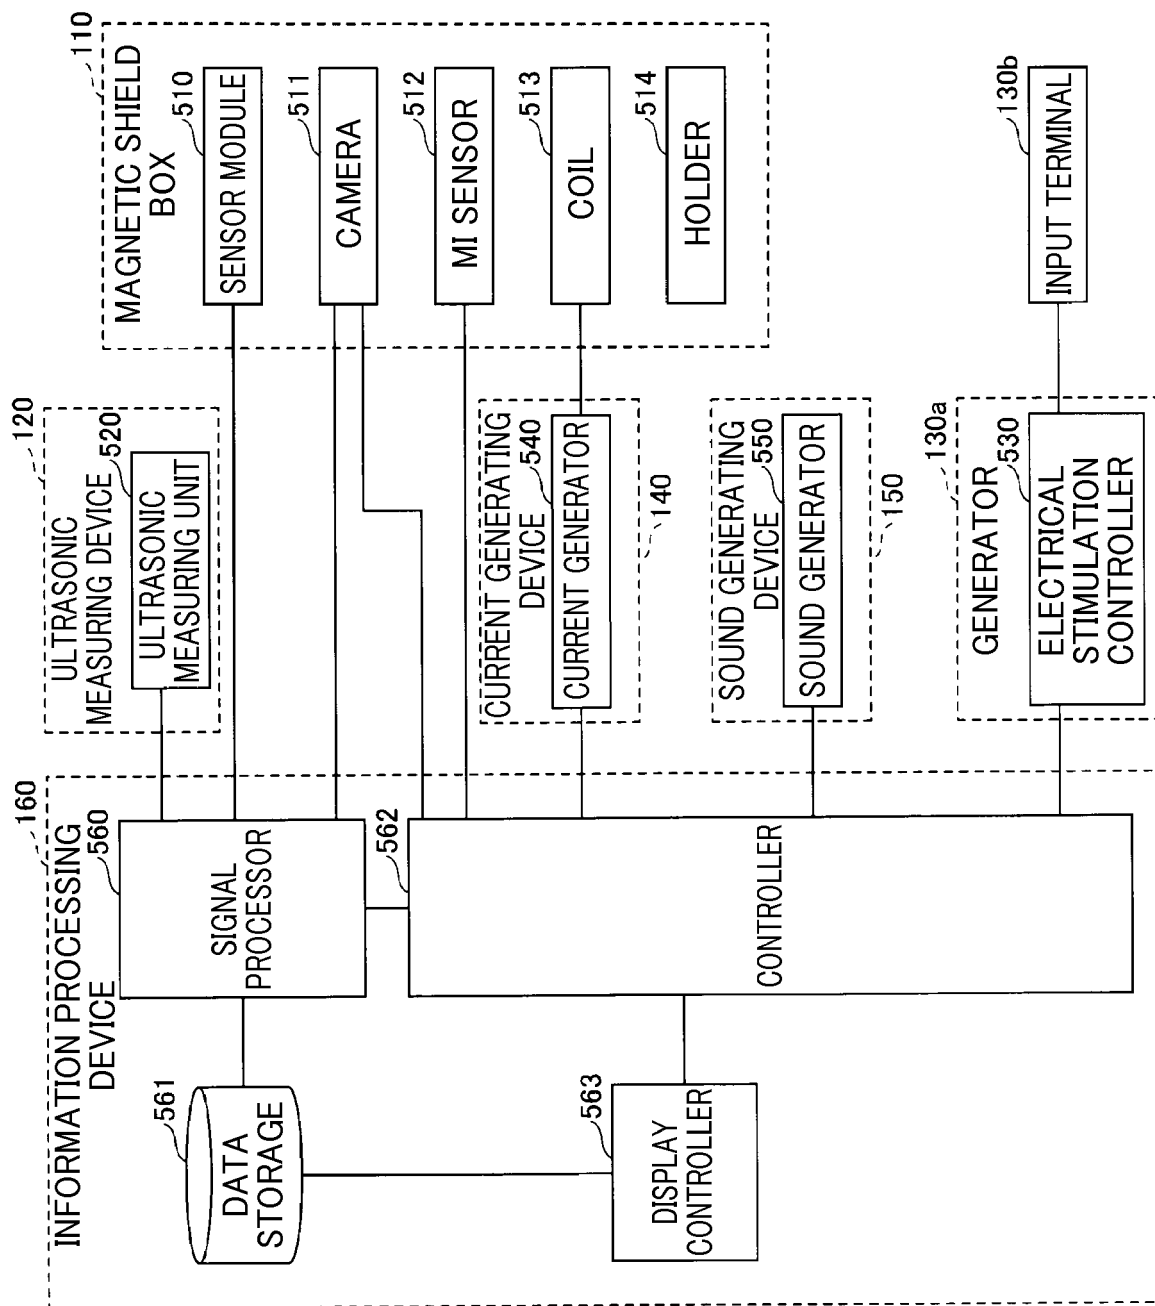 110
MAGNETIC SHIELD
BOX
510
SENSOR MODULE
511
CAMERA
512
MI SENSOR
513
COIL
514
HOLDER
130b
INPUT TERMINAL
120
ULTRASONIC
MEASURING DEVICE
520
ULTRASONIC
MEASURING UNIT
CURRENT GENERATING
DEVICE
540
CURRENT GENERATOR
140
SOUND GENERATING
DEVICE
550
SOUND GENERATOR
150
130a
GENERATOR
530
ELECTRICAL
STIMULATION
CONTROLLER
160
INFORMATION PROCESSING
DEVICE
560
SIGNAL
PROCESSOR
562
CONTROLLER
561
DATA
STORAGE
563
DISPLAY
CONTROLLER